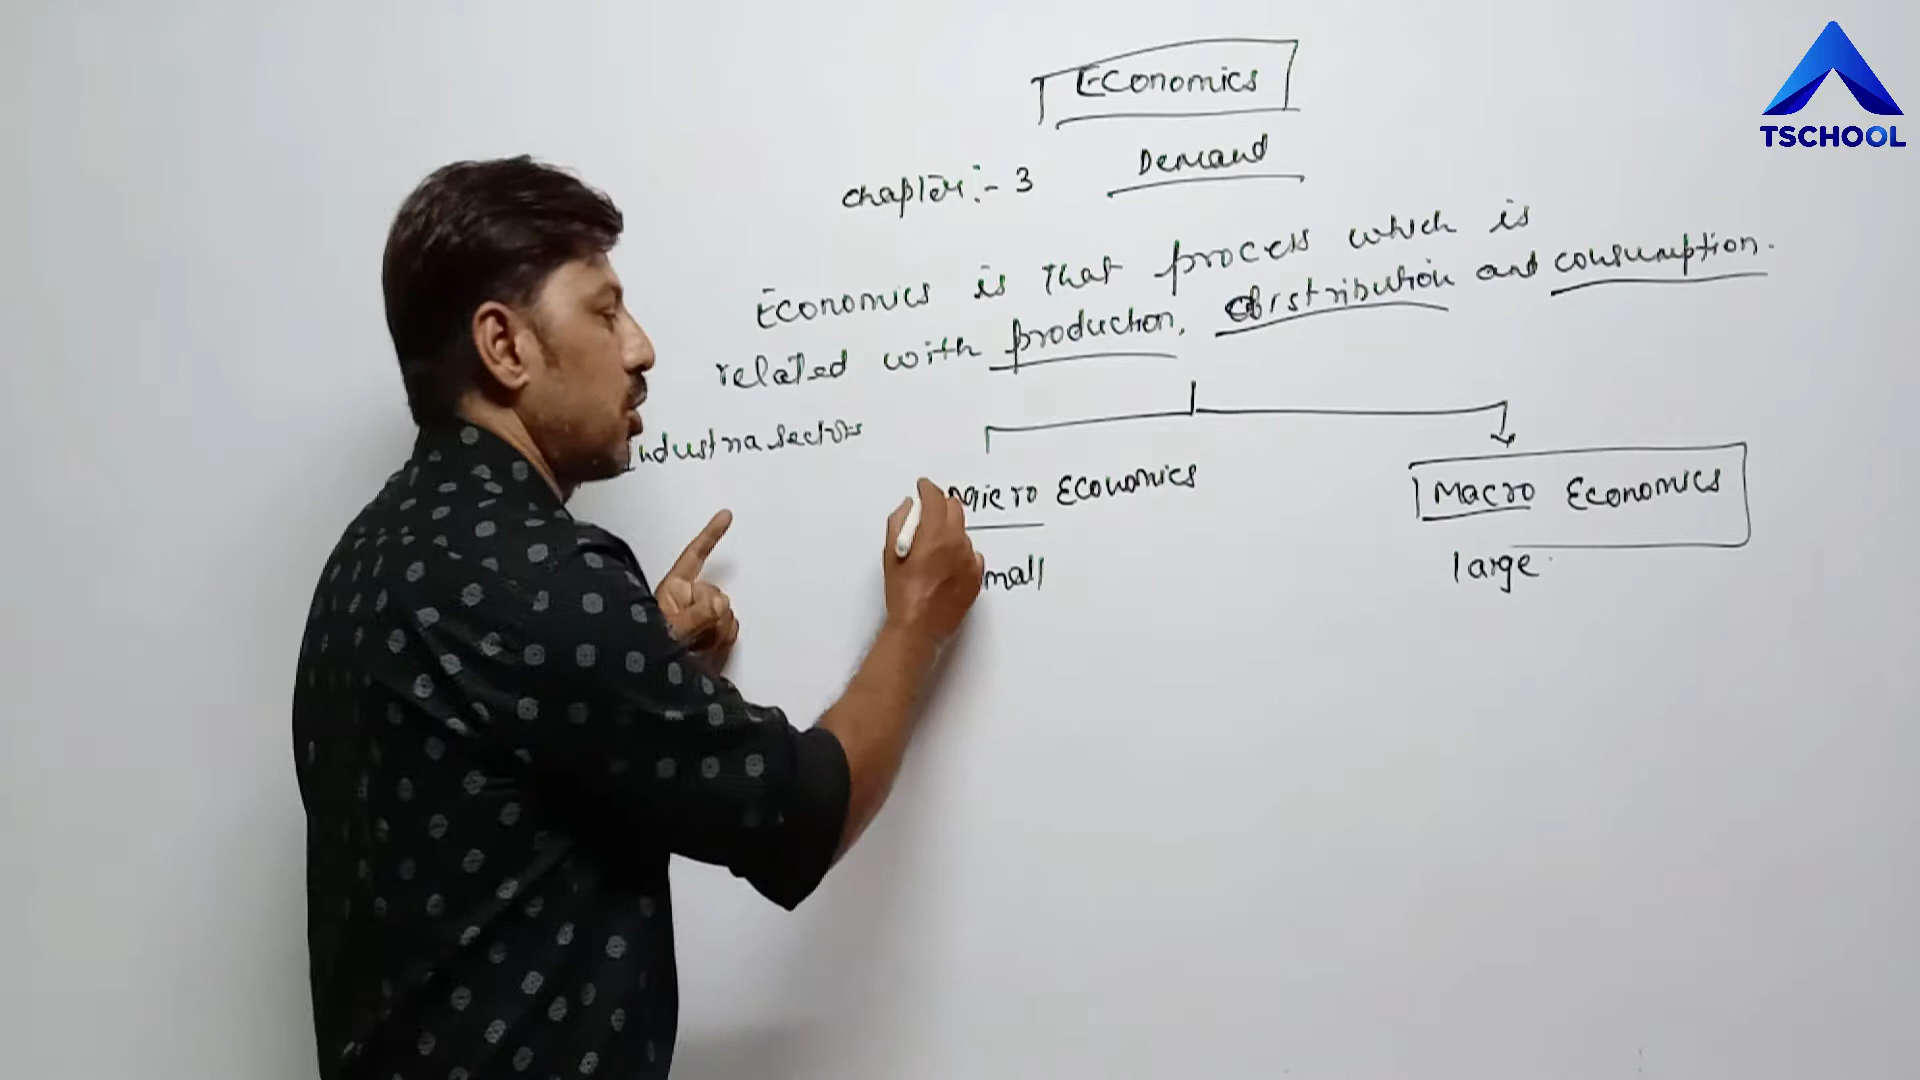 Economics
TSCHOOL
Chapter:- 3 Demand
Economics is that process which is
related with production, distribution and consumption.
Industria sectors
Micro Economics Macro Economics
small large